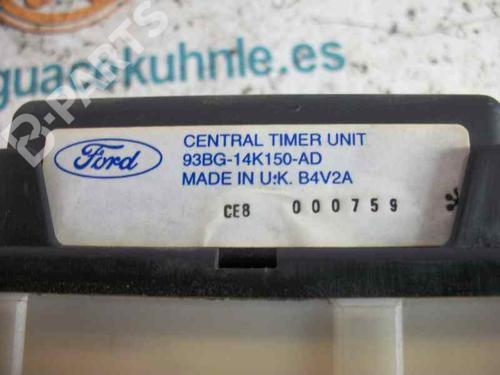 guacekuhnle.es
B-PARTS
Ford
CENTRAL TIMER UNIT
93BG-14K150-AD
MADE IN U.K. B4V2A
CE8 000759